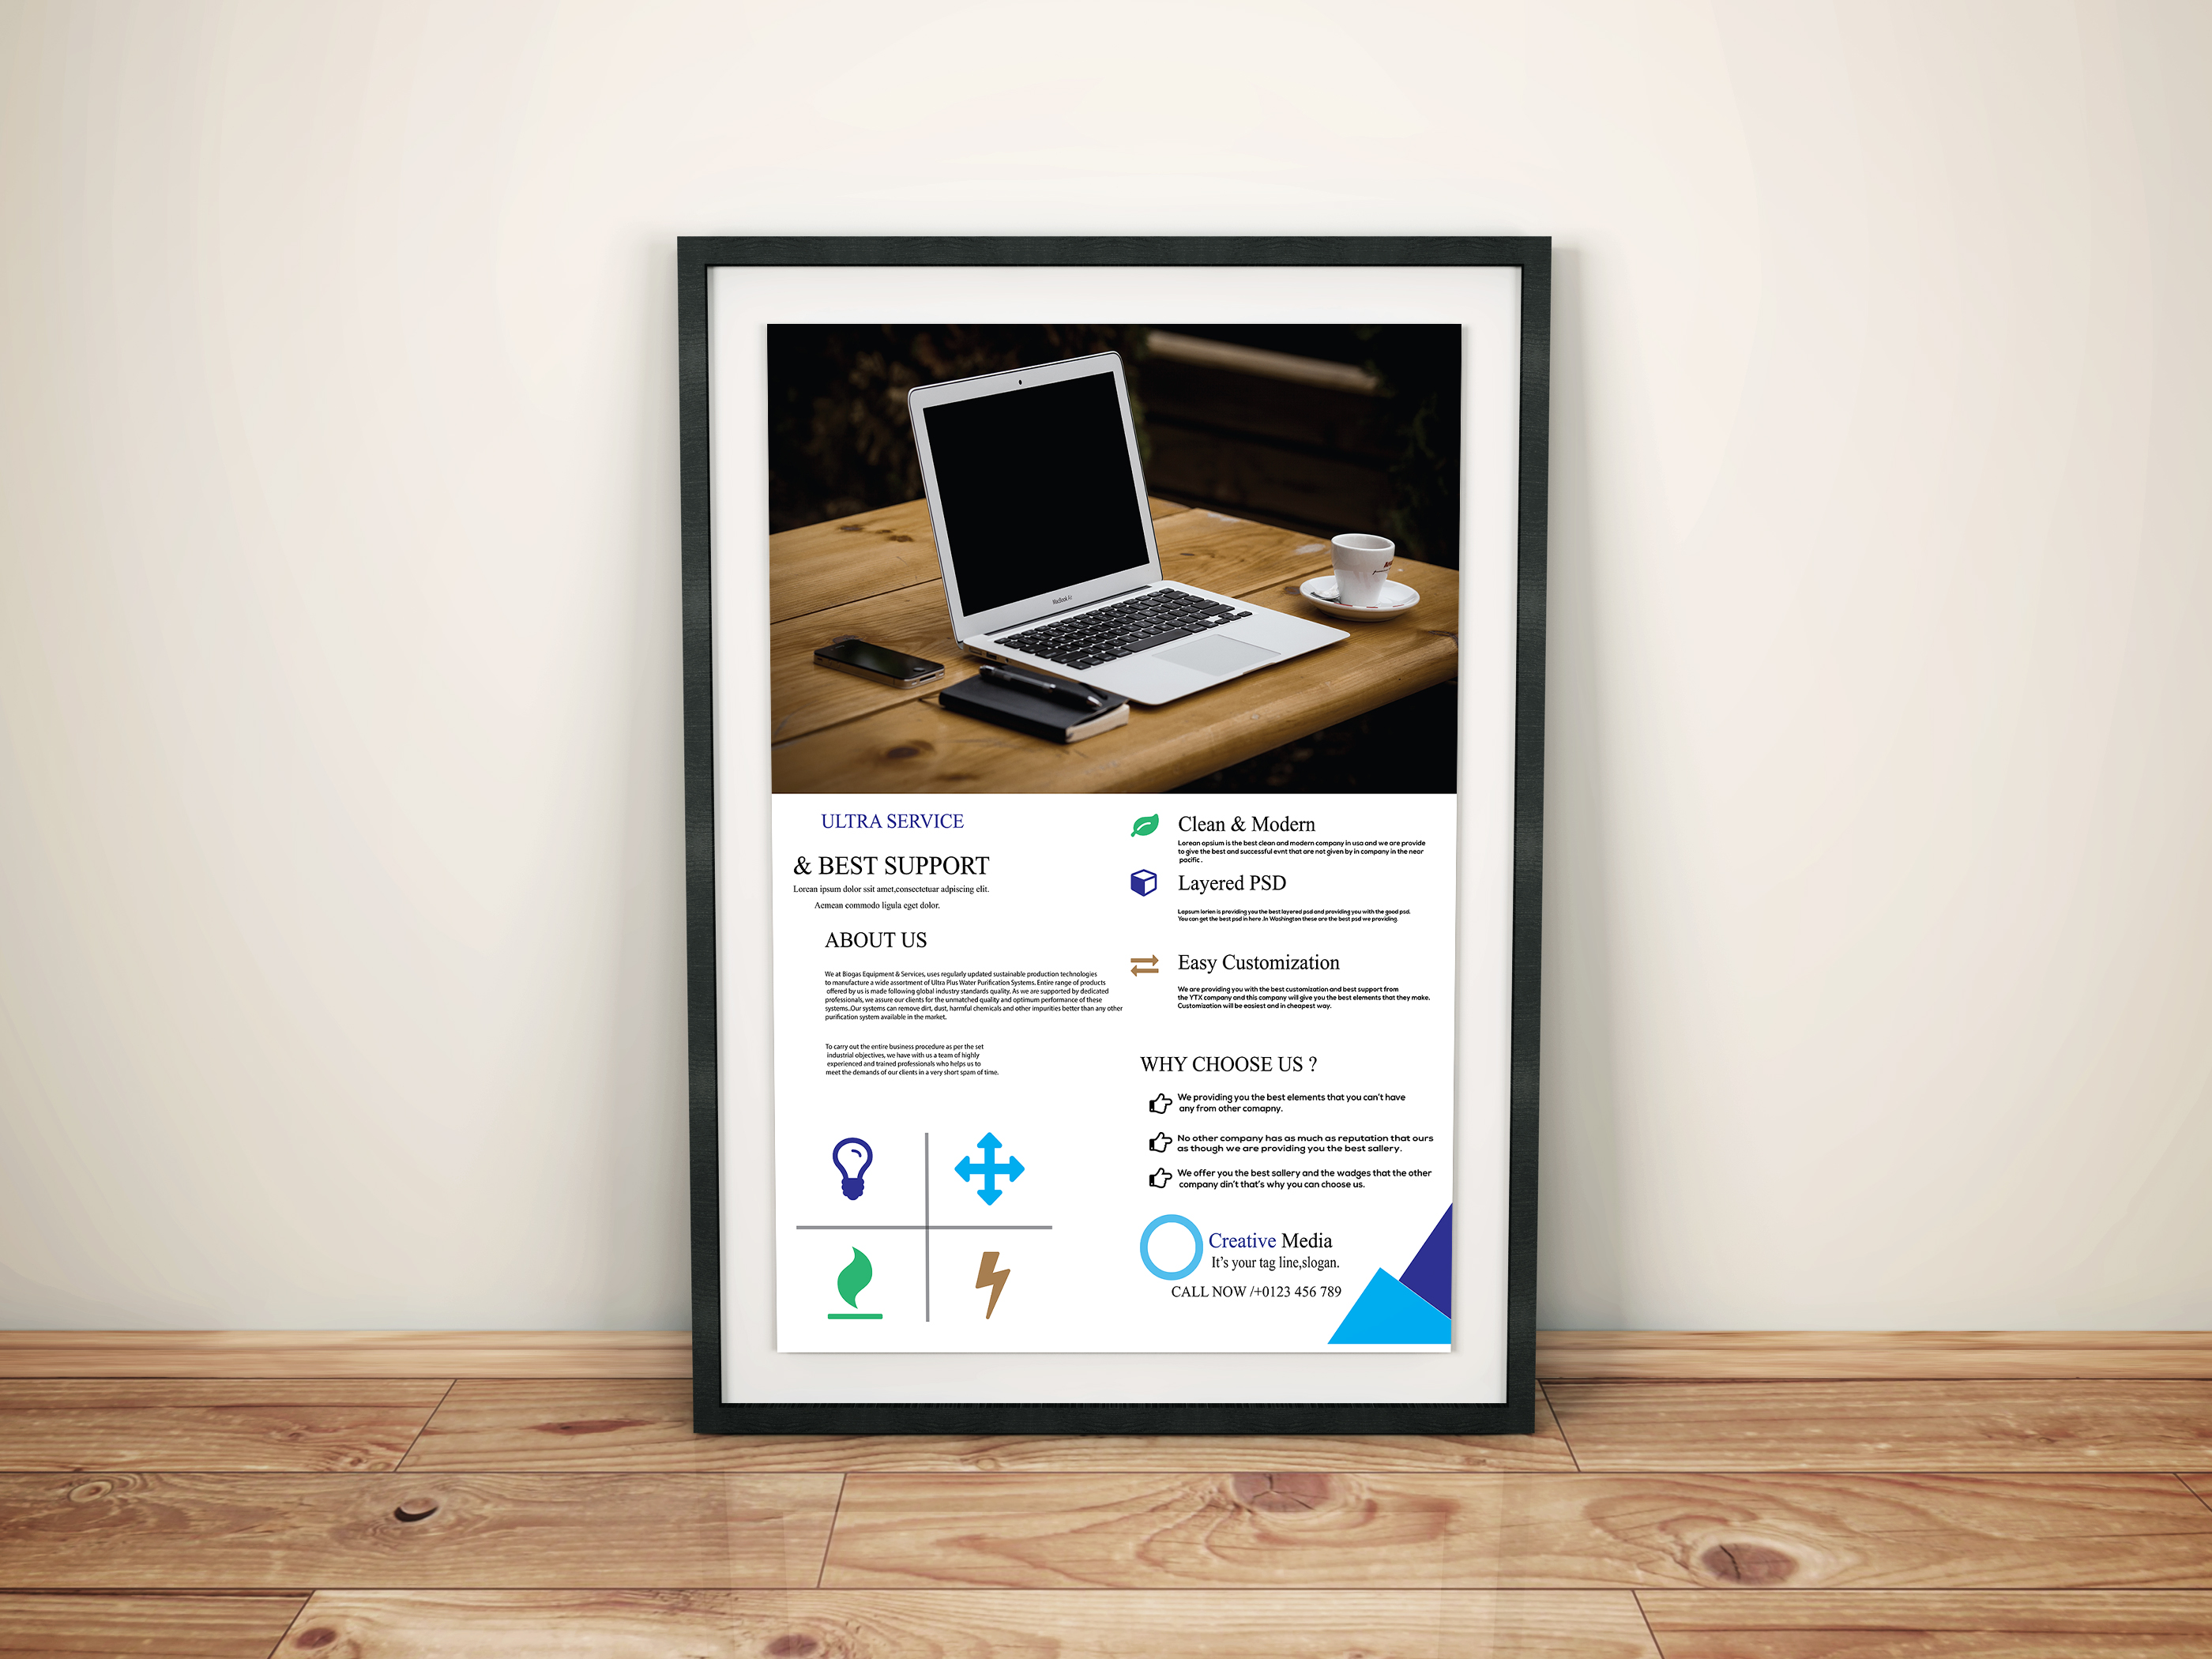 MacBook Air
ULTRA SERVICE
& BEST SUPPORT
Lorean ipsum dolor ssit amet,consectetuar adipiscing elit.
Aemean commodo ligula eget dolor.
ABOUT US
We at Biogas Equipment & Services, uses regularly updated sustainable production technologies
to manufacture a wide assortment of Ultra Plus Water Purification Systems. Entire range of products
offered by us is made following global industry standards quality. As we are supported by dedicated
professionals, we assure our clients for the unmatched quality and optimum performance of these
systems..Our systems can remove dirt, dust, harmful chemicals and other impurities better than any other
purification system available in the market.
To carry out the entire business procedure as per the set
industrial objectives, we have with us a team of highly
experienced and trained professionals who helps us to
meet the demands of our clients in a very short spam of time.
Clean & Modern
Lorean epsium is the best clean and modern company in usa and we are provide
to give the best and successful evnt that are not given by in company in the near
pacific .
Layered PSD
Lopsum lorien is providing you the best layered psd and providing you with the good psd.
You can get the best psd in here .In Washington these are the best psd we providing.
Easy Customization
We are providing you with the best customization and best support from
the YTX company and this company will give you the best elements that they make.
Customization will be easiest and in cheapest way.
WHY CHOOSE US ?
We providing you the best elements that you can't have
any from other comapny.
No other company has as much as reputation that ours
as though we are providing you the best sallery.
We offer you the best sallery and the wadges that the other
company din't that's why you can choose us.
Creative Media
It's your tag line,slogan.
CALL NOW /+0123 456 789